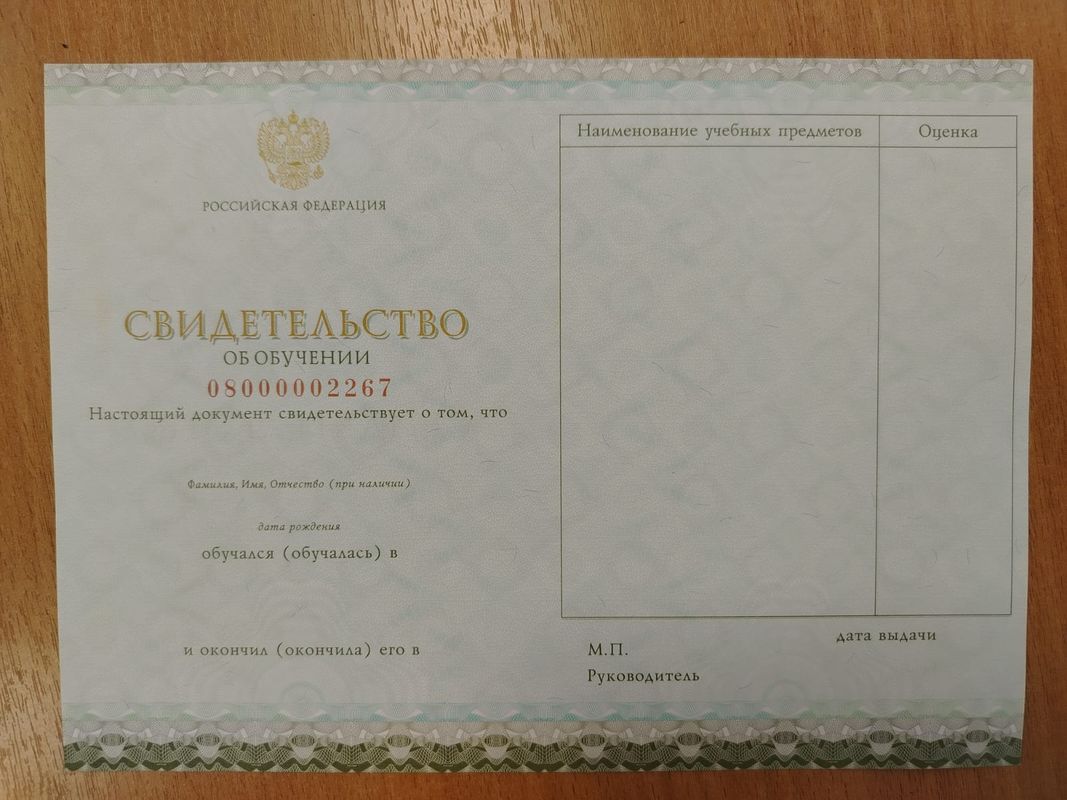 РОССИЙСКАЯ ФЕДЕРАЦИЯ
СВИДЕТЕЛЬСТВО
ОБ ОБУЧЕНИИ
08000002267
Настоящий документ свидетельствует о том, что
Фамилия, Имя, Отчество (при наличии)
дата рождения
обучался (обучалась) в
и окончил (окончила) его в
Наименование учебных предметов
Оценка
дата выдачи
М.П.
Руководитель